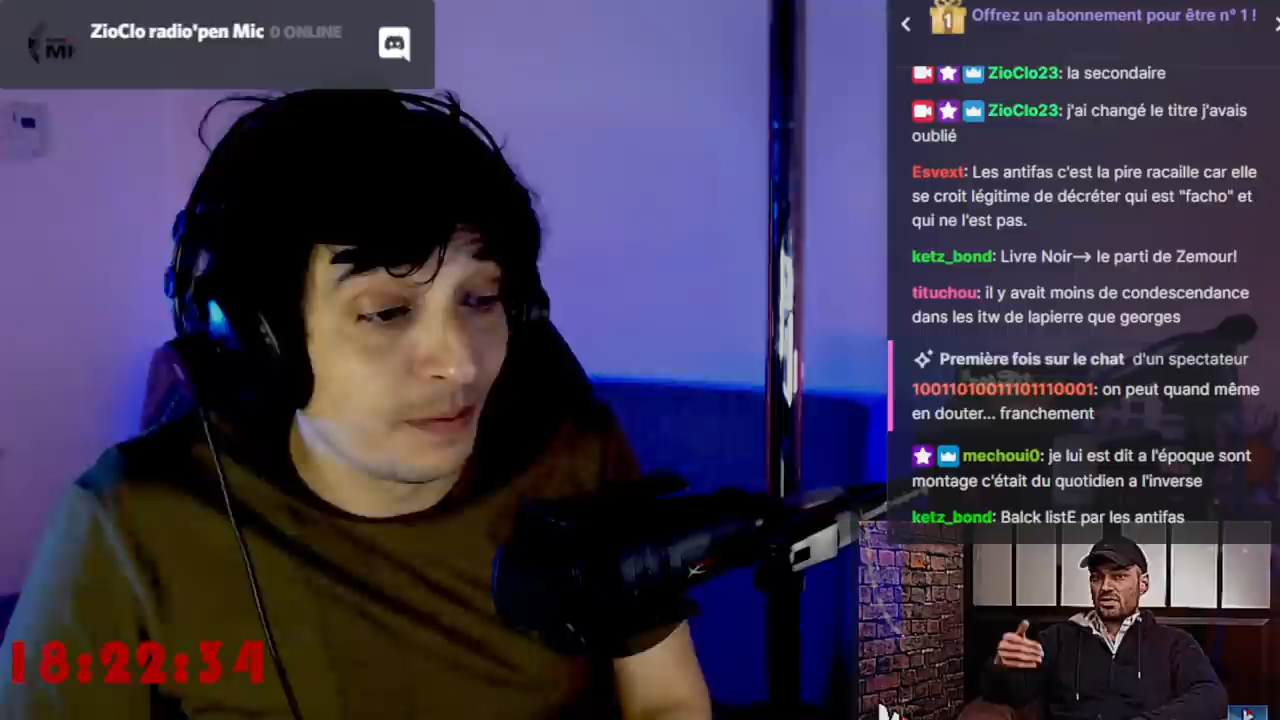 ZioClo radio'pen Mic 0 ONLINE
MI
1
Offrez un abonnement pour être n° 1 !
ZioClo23: la secondaire
ZioClo23: j'ai changé le titre j'avais
oublié
Esvext: Les antifas c'est la pire racaille car elle
se croit légitime de décréter qui est "facho" et
qui ne l'est pas.
ketz_bond: Livre Noir--> le parti de Zemour!
tituchou: il y avait moins de condescendance
dans les itw de lapierre que georges
Première fois sur le chat d'un spectateur
10011010011101110001: on peut quand même
en douter... franchement
mechoui0: je lui est dit a l'époque sont
montage c'était du quotidien a l'inverse
ketz_bond: Balck listE par les antifas
18:22:34